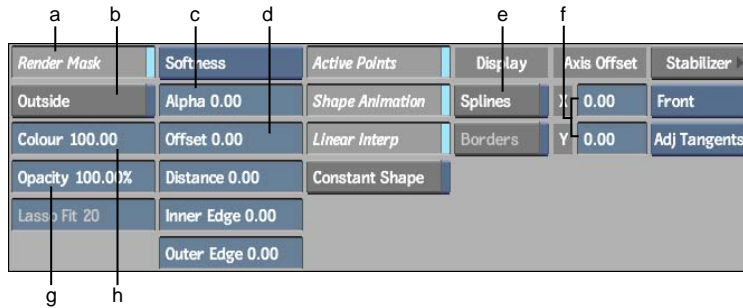 a b c d e f
Render Mask Softness Active Points Display Axis Offset Stabilizer
Outside Alpha 0.00 Shape Animation Splines X 0.00 Front
Colour 100.00 Offset 0.00 Linear Interp Borders Y 0.00 Adj Tangents
Opacity 100.00% Distance 0.00 Constant Shape
Lasso Fit 20 Inner Edge 0.00
Outer Edge 0.00
g h